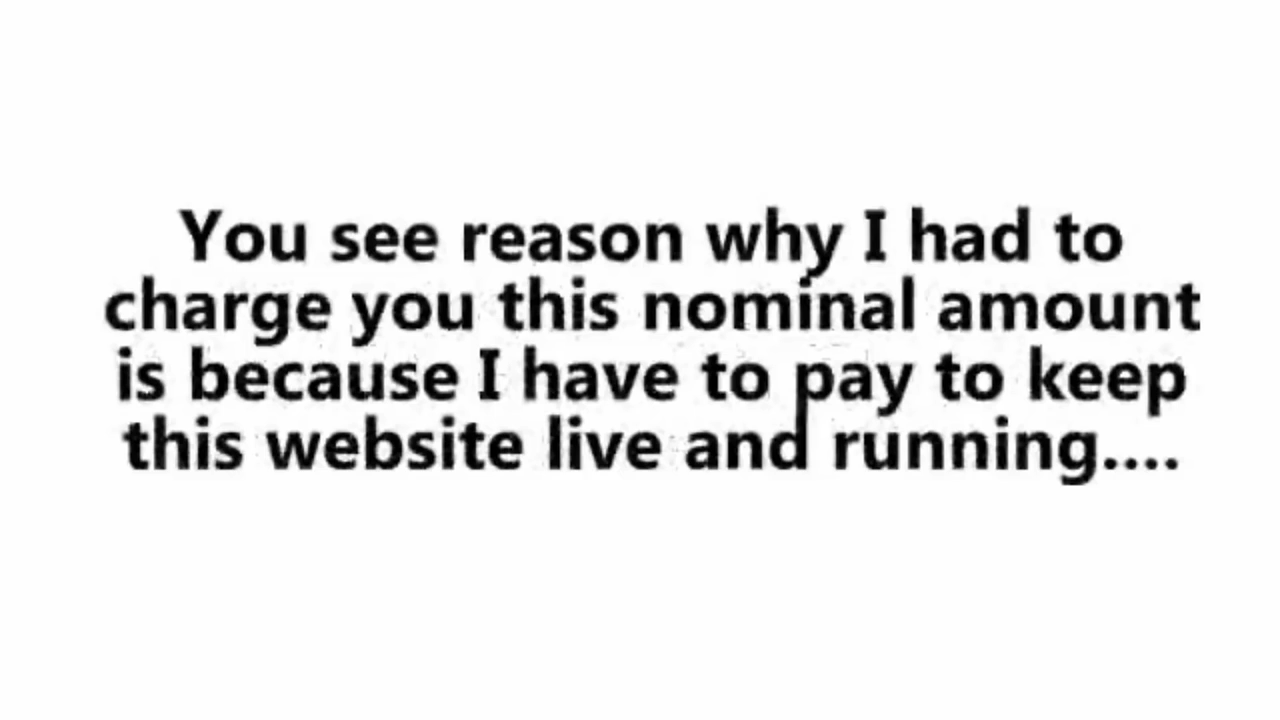 You see reason why I had to
charge you this nominal amount
is because I have to pay to keep
this website live and running....